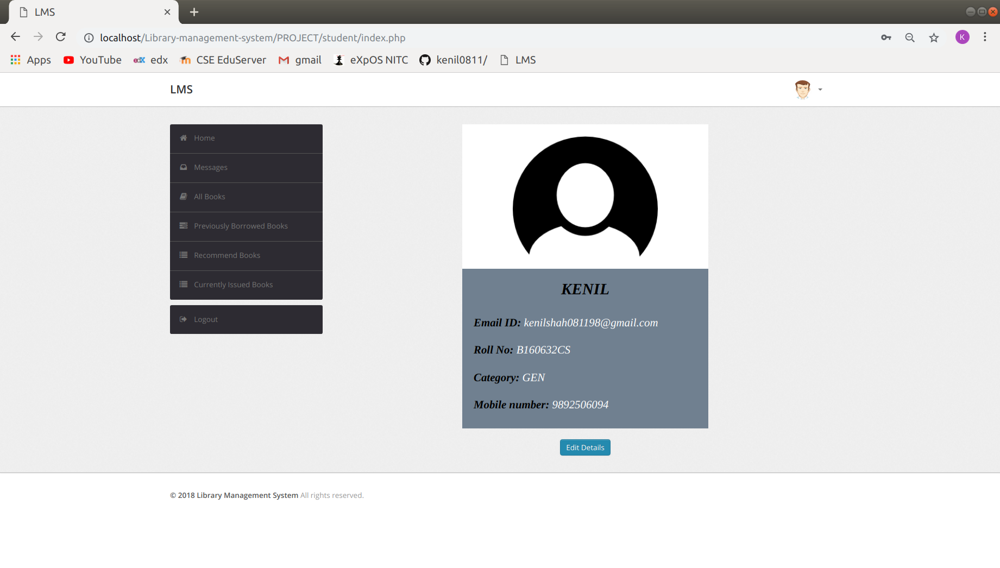 LMS
localhost/Library-management-system/PROJECT/student/index.php
K
Apps YouTube edx CSE EduServer gmail eXpOS NITC kenil0811/ LMS
LMS
Home
Messages
All Books
Previously Borrowed Books
Recommend Books
Currently Issued Books
Logout
KENIL
Email ID: kenilshah081198@gmail.com
Roll No: B160632CS
Category: GEN
Mobile number: 9892506094
Edit Details
© 2018 Library Management System All rights reserved.